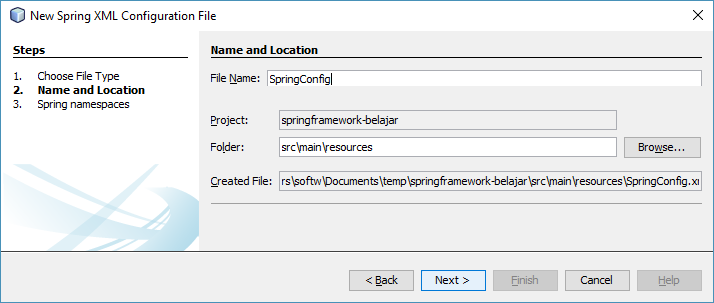 New Spring XML Configuration File
Steps
1. Choose File Type
2. Name and Location
3. Spring namespaces
Name and Location
File Name: SpringConfig
Project: springframework-belajar
Folder: src\main\resources Browse...
Created File: rs\softw\Documents\temp\springframework-belajar\src\main\resources\SpringConfig.xm
< Back Next > Finish Cancel Help